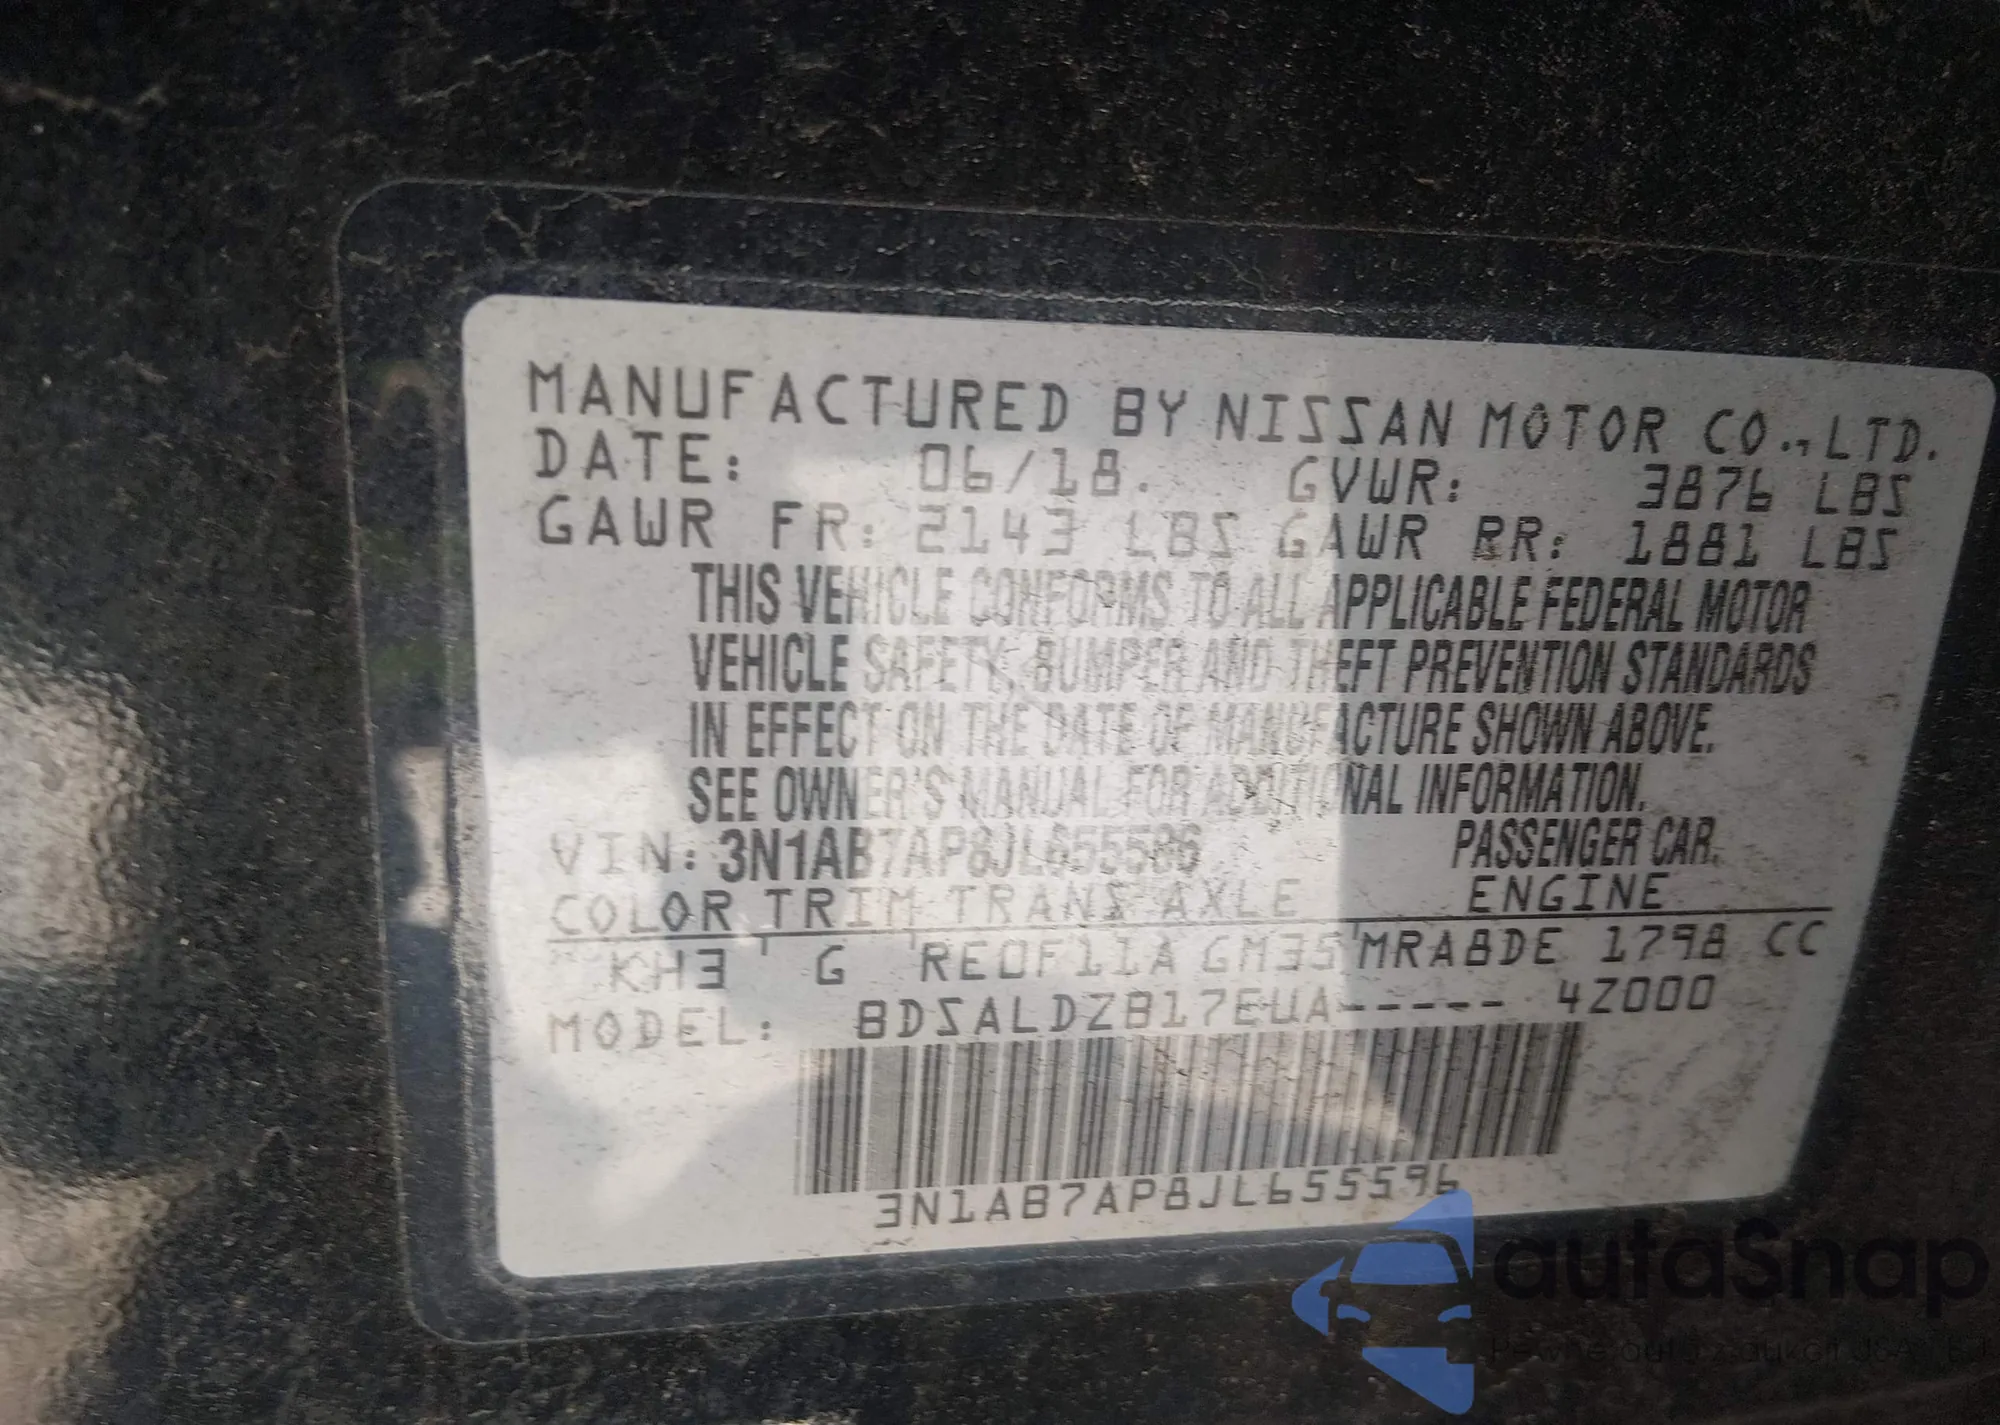 MANUFACTURED BY NISSAN MOTOR CO.,LTD.
DATE: 06/18. GVWR: 3876 LBS
GAWR FR: 2143 LBS GAWR RR: 1881 LBS
THIS VEHICLE CONFORMS TO ALL APPLICABLE FEDERAL MOTOR
VEHICLE SAFETY, BUMPER AND THEFT PREVENTION STANDARDS
IN EFFECT ON THE DATE OF MANUFACTURE SHOWN ABOVE.
SEE OWNER'S MANUAL FOR ADDITIONAL INFORMATION.
VIN: 3N1AB7AP8JL655596 PASSENGER CAR.
COLOR TRIM TRANS AXLE ENGINE
KH3 G RE0F11A GM35 MRA8DE 1798 CC
MODEL: BDSALDZB17EUA----- 4Z000
3N1AB7AP8JL655596
autaSnap